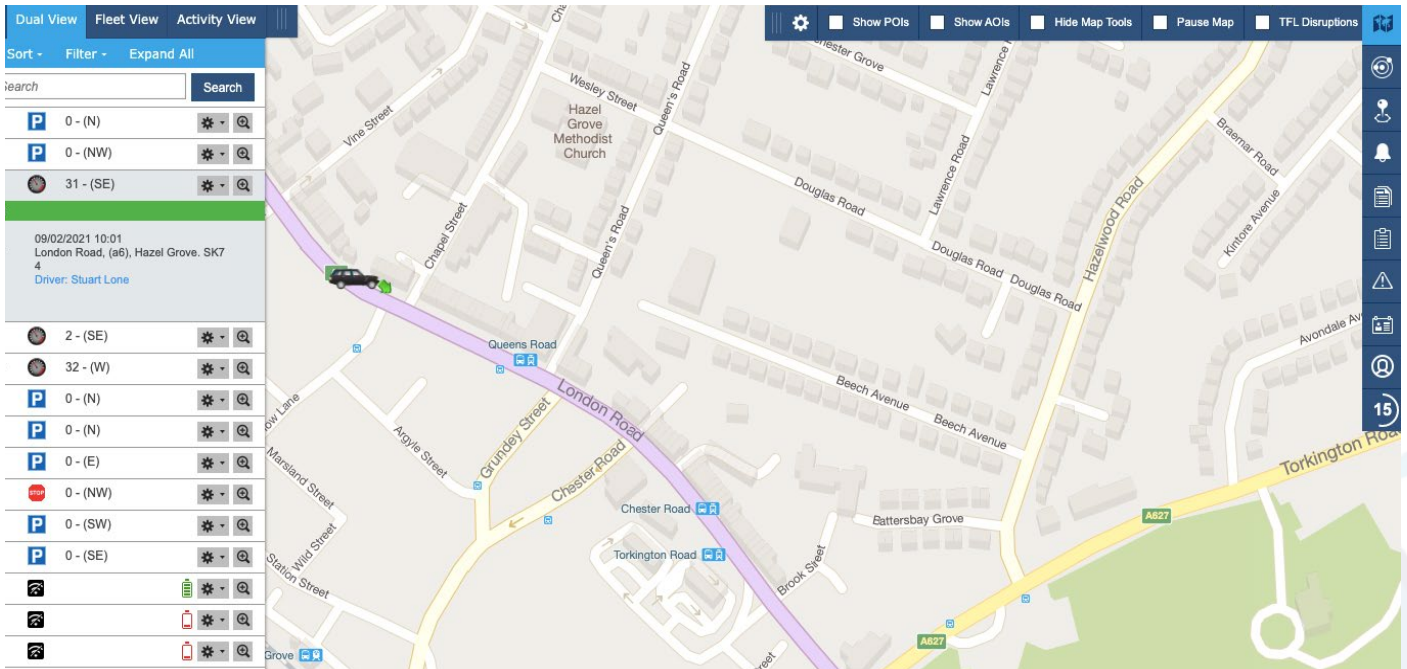 Dual View Fleet View Activity View
Show POIs Show AOIs Hide Map Tools Pause Map TFL Disruptions
Sort Filter Expand All
Search Search
0 - (N)
0 - (NW)
31 - (SE)
09/02/2021 10:01
London Road, (a6), Hazel Grove. SK7
4
Driver: Stuart Lone
2 - (SE)
32 - (W)
0 - (N)
0 - (N)
0 - (E)
STOP 0 - (NW)
0 - (SW)
0 - (SE)
15
Vine Street
Wesley Street
Queen's Road
Hazel
Grove
Methodist
Church
Chapel Street
Queen's Road
Lawrence Road
Lawrence Road
Douglas Road
Douglas Road
Douglas Road
Hazelwood Road
Braemar Road
Kintore Avenue
Queens Road
London Road
Beech Avenue
Beech Avenue
Argyle Street
Grundey Street
Chester Road
Marsland Street
Wild Street
Station Street
Chester Road
Torkington Road
Battersbay Grove
Brook Street
A627
A627
Grove